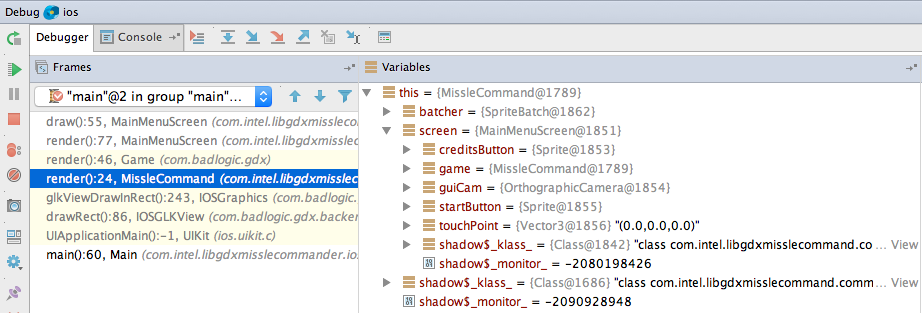 Debug ios
Debugger Console
Frames
"main"@2 in group "main"...
draw():55, MainMenuScreen (com.intel.libgdxmisslecomma
render():77, MainMenuScreen (com.intel.libgdxmisslecomm
render():46, Game (com.badlogic.gdx)
render():24, MissleCommand (com.intel.libgdxmisslecomm
glkViewDrawInRect():243, IOSGraphics (com.badlogic.gdx.
drawRect():86, IOSGLKView (com.badlogic.gdx.backen
UIApplicationMain():-1, UIKit (ios.uikit.c)
main():60, Main (com.intel.libgdxmisslecommander.io
Variables
this = {MissleCommand@1789}
batcher = {SpriteBatch@1862}
screen = {MainMenuScreen@1851}
creditsButton = {Sprite@1853}
game = {MissleCommand@1789}
guiCam = {OrthographicCamera@1854}
startButton = {Sprite@1855}
touchPoint = {Vector3@1856} "(0.0,0.0,0.0)"
shadow$_klass_ = {Class@1842} "class com.intel.libgdxmisslecommand.co... View
shadow$_monitor_ = -2080198426
shadow$_klass_ = {Class@1686} "class com.intel.libgdxmisslecommand.comm... View
shadow$_monitor_ = -2090928948